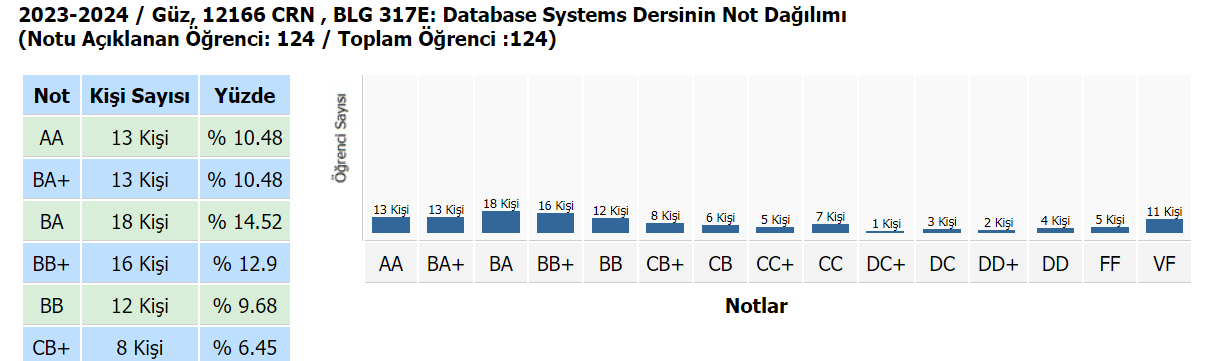 2023-2024 / Güz, 12166 CRN , BLG 317E: Database Systems Dersinin Not Dağılımı
(Notu Açıklanan Öğrenci: 124 / Toplam Öğrenci :124)
Not Kişi Sayısı Yüzde
AA 13 Kişi % 10.48
BA+ 13 Kişi % 10.48
BA 18 Kişi % 14.52
BB+ 16 Kişi % 12.9
BB 12 Kişi % 9.68
CB+ 8 Kişi % 6.45
Öğrenci Sayısı
13 Kişi 13 Kişi 18 Kişi 16 Kişi 12 Kişi 8 Kişi 6 Kişi 5 Kişi 7 Kişi 1 Kişi 3 Kişi 2 Kişi 4 Kişi 5 Kişi 11 Kişi
AA BA+ BA BB+ BB CB+ CB CC+ CC DC+ DC DD+ DD FF VF
Notlar